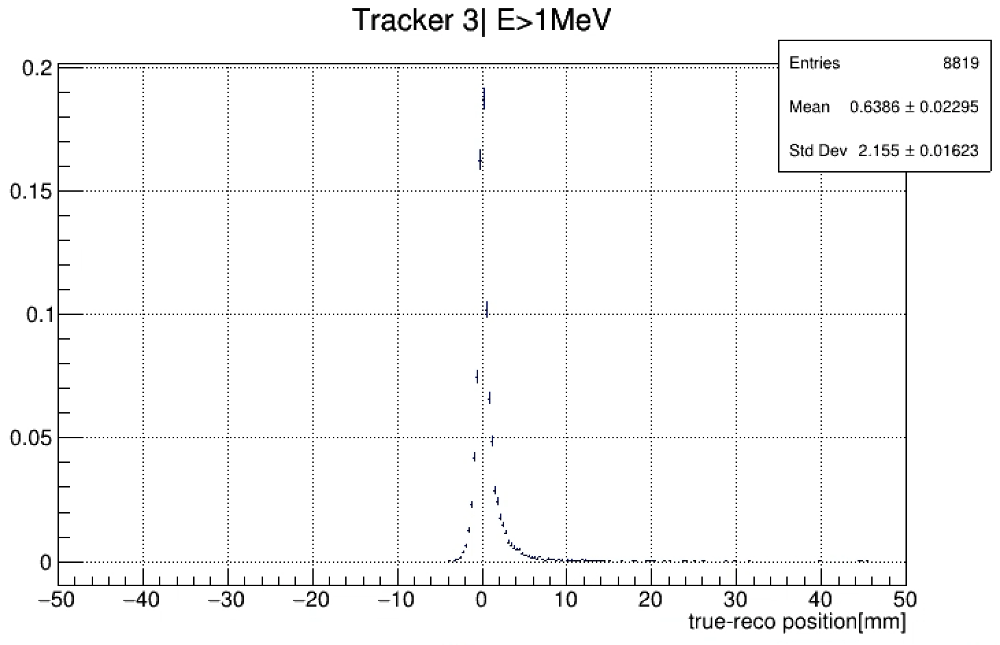 Tracker 3| E>1MeV
Entries 8819
Mean 0.6386 ± 0.02295
Std Dev 2.155 ± 0.01623
0.2
0.15
0.1
0.05
0
−50 −40 −30 −20 −10 0 10 20 30 40 50
true-reco position[mm]